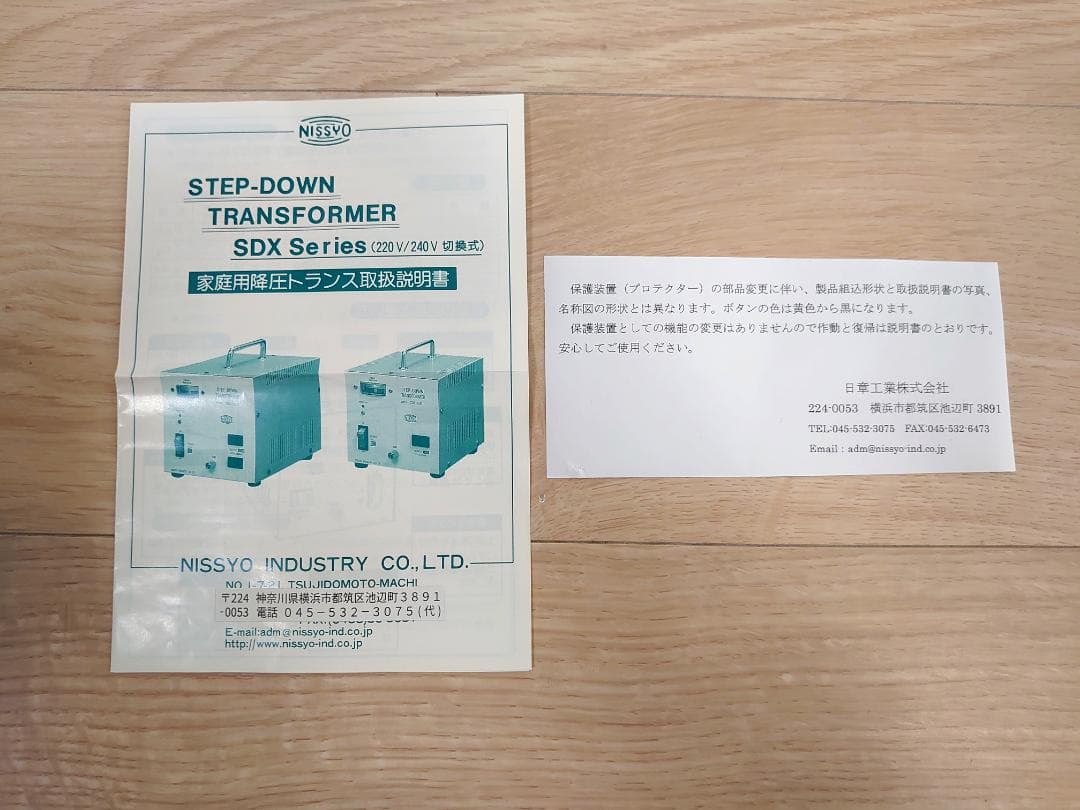 NISSYO
STEP-DOWN
TRANSFORMER
SDX Series (220V/240V 切換式)
家庭用降圧トランス取扱説明書
STEP DOWN
TRANSFORMER
STEP DOWN
TRANSFORMER
NISSYO INDUSTRY CO., LTD.
TSUJIDOMOTO-MACHI
〒224 神奈川県横浜市都筑区池辺町3891
-0053 電話 045-532-3075(代)
E-mail:adm@nissyo-ind.co.jp
http://www.nissyo-ind.co.jp
保護装置(プロテクター)の部品変更に伴い、製品組込形状と取扱説明書の写真、
名称図の形状とは異なります。ボタンの色は黄色から黒になります。
保護装置としての機能の変更はありませんので作動と復帰は説明書のとおりです。
安心してご使用ください。
日章工業株式会社
224-0053 横浜市都筑区池辺町 3891
TEL:045-532-3075 FAX:045-532-6473
Email : adm@nissyo-ind.co.jp